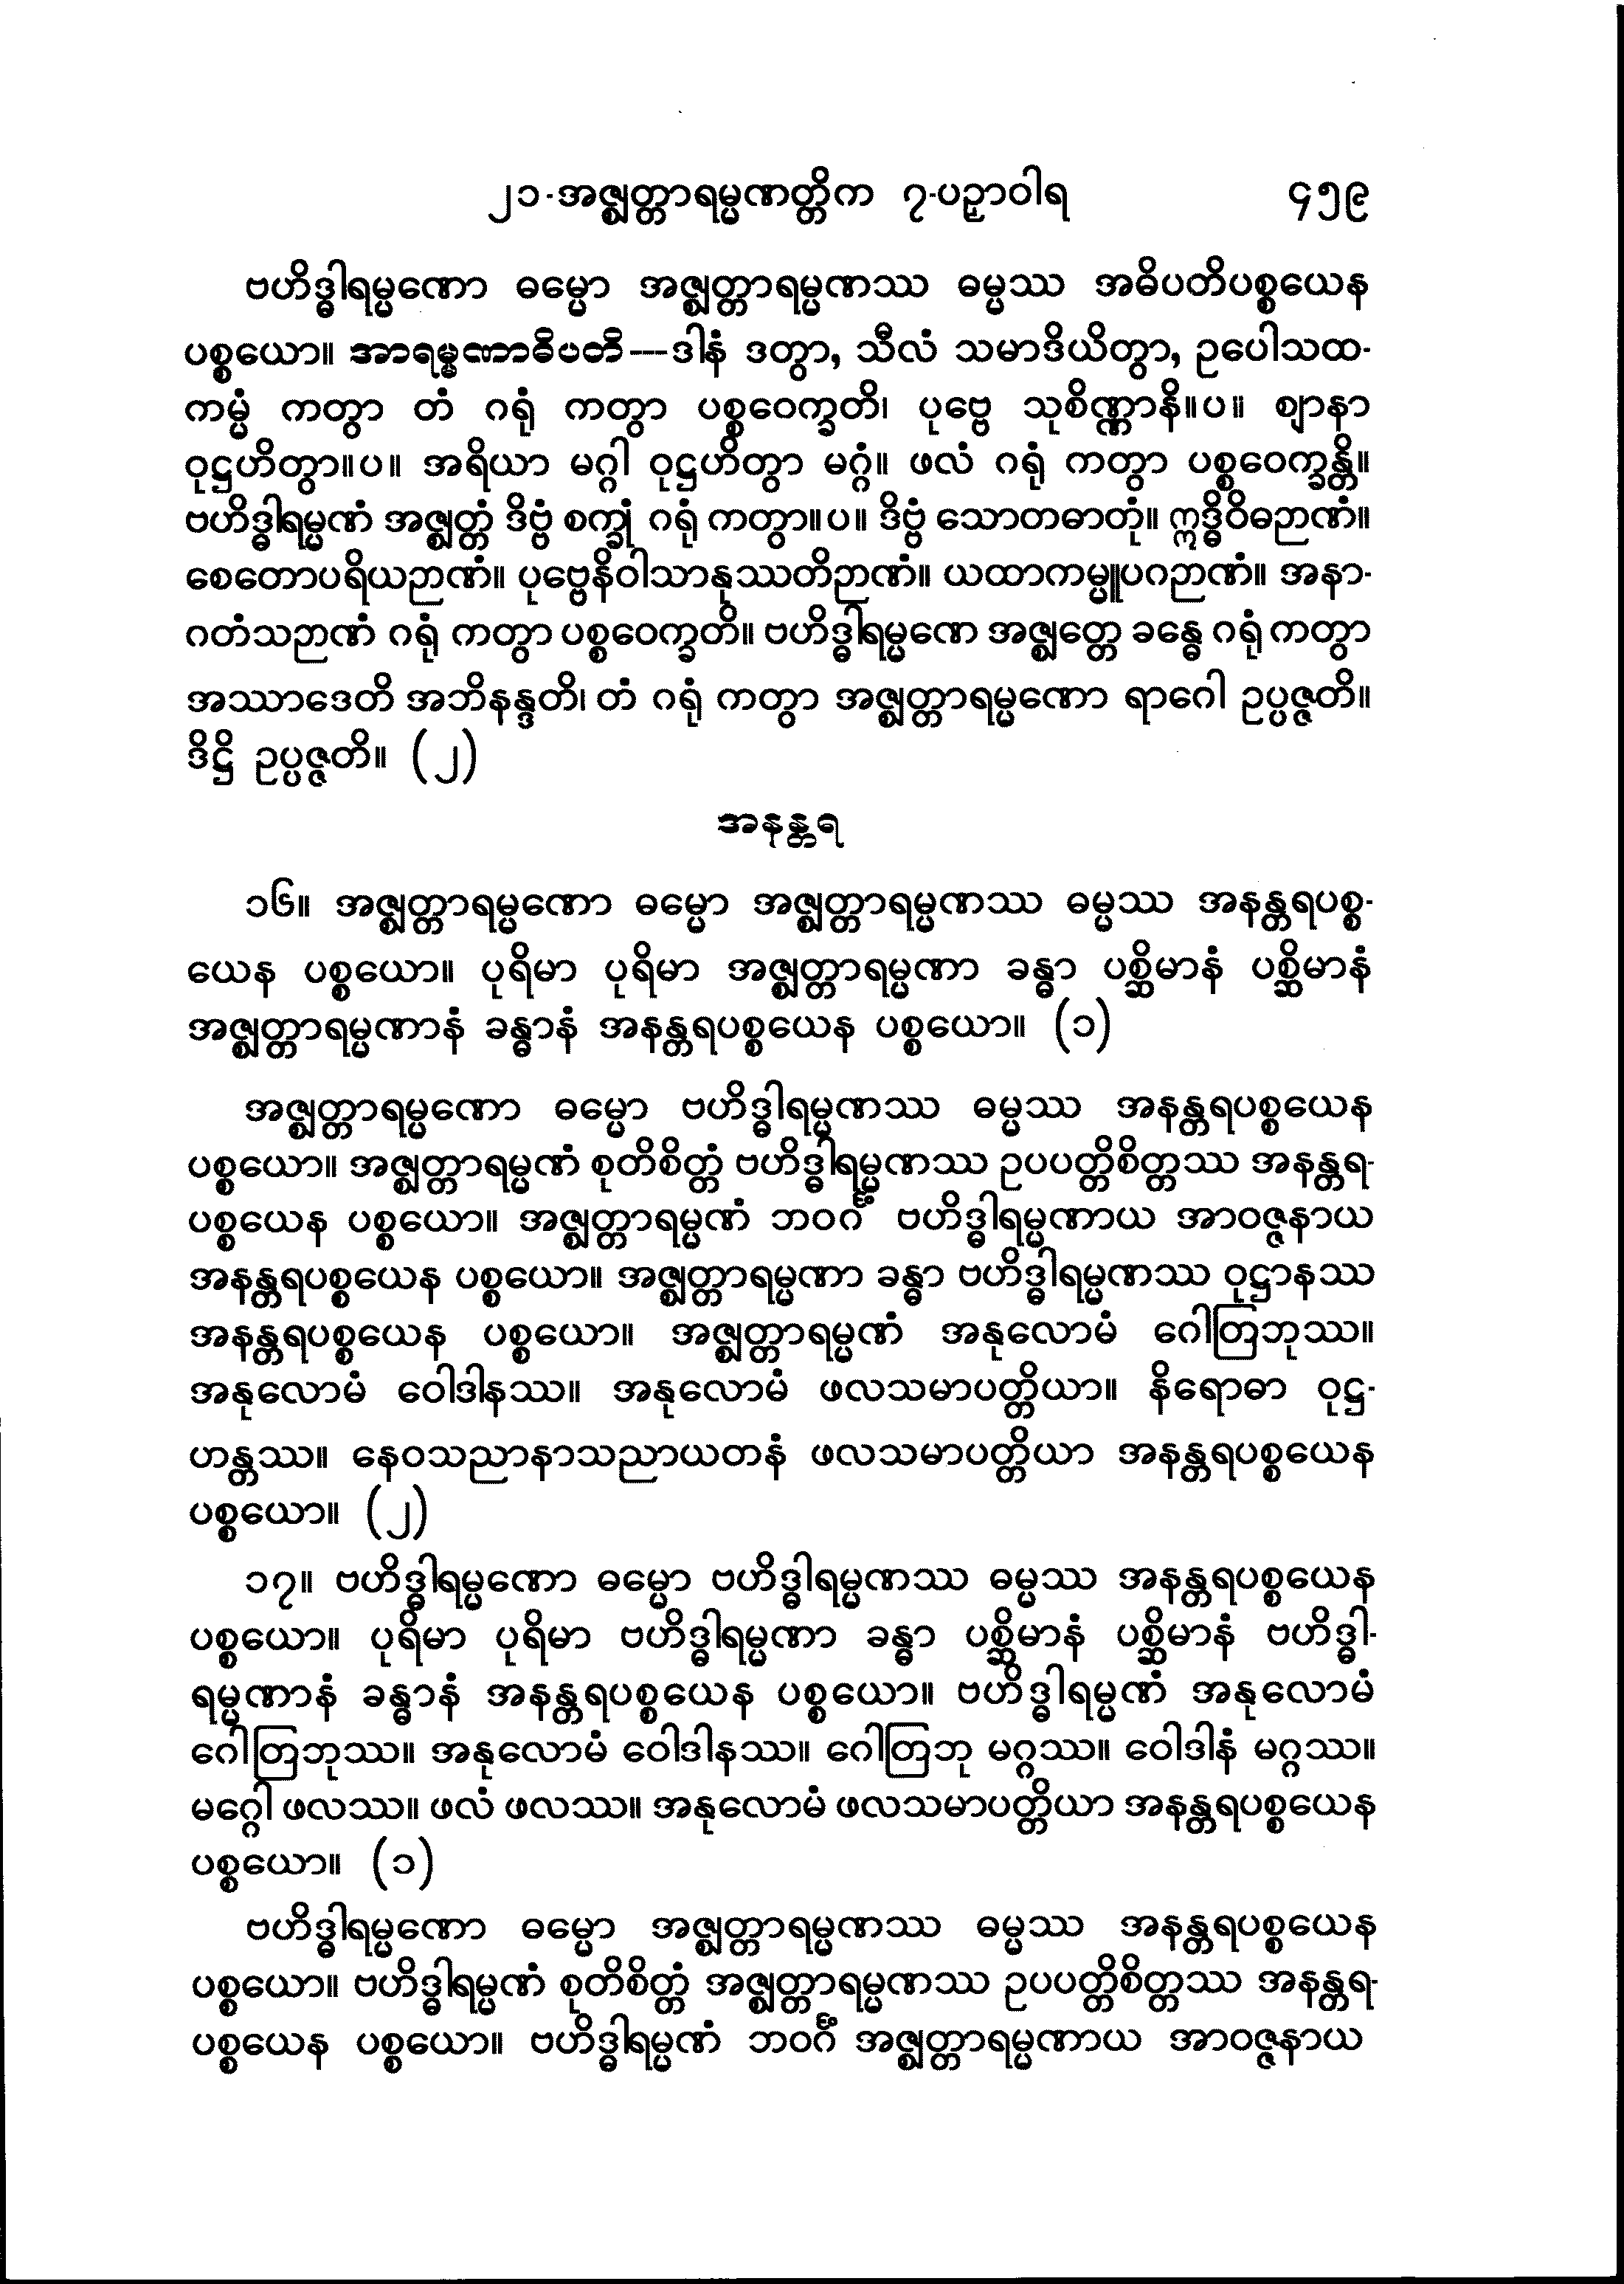 ၂၁-အဇ္ဈတ္တာရမ္မဏတ္တိက ၇-ပဉှာဝါရ ၄၅၉
ဗဟိဒ္ဓါရမ္မဏော ဓမ္မော အဇ္ဈတ္တာရမ္မဏဿ ဓမ္မဿ အဓိပတိပစ္စယေန
ပစ္စယော။ အာရမ္မဏာဓိပတိ—ဒါနံ ဒတွာ, သီလံ သမာဒိယိတွာ, ဥပေါသထ-
ကမ္မံ ကတွာ တံ ဂရုံ ကတွာ ပစ္စဝေက္ခတိ၊ ပုဗ္ဗေ သုစိဏ္ဏာနိ။ပ။ ဈာနာ
ဝုဋ္ဌဟိတွာ။ပ။ အရိယာ မဂ္ဂါ ဝုဋ္ဌဟိတွာ မဂ္ဂံ။ ဖလံ ဂရုံ ကတွာ ပစ္စဝေက္ခန္တိ။
ဗဟိဒ္ဓါရမ္မဏံ အဇ္ဈတ္တံ ဒိဗ္ဗံ စက္ခုံ ဂရုံ ကတွာ။ပ။ ဒိဗ္ဗံ သောတဓာတုံ။ ဣဒ္ဓိဝိဓဉာဏံ။
စေတောပရိယဉာဏံ။ ပုဗ္ဗေနိဝါသာနုဿတိဉာဏံ။ ယထာကမ္မူပဂဉာဏံ။ အနာ-
ဂတံသဉာဏံ ဂရုံ ကတွာ ပစ္စဝေက္ခတိ။ ဗဟိဒ္ဓါရမ္မဏေ အဇ္ဈတ္တေ ခန္ဓေ ဂရုံ ကတွာ
အဿာဒေတိ အဘိနန္ဒတိ၊ တံ ဂရုံ ကတွာ အဇ္ဈတ္တာရမ္မဏော ရာဂေါ ဥပ္ပဇ္ဇတိ။
ဒိဋ္ဌိ ဥပ္ပဇ္ဇတိ။ (၂)
အနန္တရ
၁၆။ အဇ္ဈတ္တာရမ္မဏော ဓမ္မော အဇ္ဈတ္တာရမ္မဏဿ ဓမ္မဿ အနန္တရပစ္စ-
ယေန ပစ္စယော။ ပုရိမာ ပုရိမာ အဇ္ဈတ္တာရမ္မဏာ ခန္ဓာ ပစ္ဆိမာနံ ပစ္ဆိမာနံ
အဇ္ဈတ္တာရမ္မဏာနံ ခန္ဓာနံ အနန္တရပစ္စယေန ပစ္စယော။ (၁)
အဇ္ဈတ္တာရမ္မဏော ဓမ္မော ဗဟိဒ္ဓါရမ္မဏဿ ဓမ္မဿ အနန္တရပစ္စယေန
ပစ္စယော။ အဇ္ဈတ္တာရမ္မဏံ စုတိစိတ္တံ ဗဟိဒ္ဓါရမ္မဏဿ ဥပပတ္တိစိတ္တဿ အနန္တရ-
ပစ္စယေန ပစ္စယော။ အဇ္ဈတ္တာရမ္မဏံ ဘဝင်္ဂံ ဗဟိဒ္ဓါရမ္မဏာယ အာဝဇ္ဇနာယ
အနန္တရပစ္စယေန ပစ္စယော။ အဇ္ဈတ္တာရမ္မဏာ ခန္ဓာ ဗဟိဒ္ဓါရမ္မဏဿ ဝုဋ္ဌာနဿ
အနန္တရပစ္စယေန ပစ္စယော။ အဇ္ဈတ္တာရမ္မဏံ အနုလောမံ ဂေါတြဘုဿ။
အနုလောမံ ဝေါဒါနဿ။ အနုလောမံ ဖလသမာပတ္တိယာ။ နိရောဓာ ဝုဋ္ဌ-
ဟန္တဿ။ နေဝသညာနာသညာယတနံ ဖလသမာပတ္တိယာ အနန္တရပစ္စယေန
ပစ္စယော။ (၂)
၁၇။ ဗဟိဒ္ဓါရမ္မဏော ဓမ္မော ဗဟိဒ္ဓါရမ္မဏဿ ဓမ္မဿ အနန္တရပစ္စယေန
ပစ္စယော။ ပုရိမာ ပုရိမာ ဗဟိဒ္ဓါရမ္မဏာ ခန္ဓာ ပစ္ဆိမာနံ ပစ္ဆိမာနံ ဗဟိဒ္ဓါ-
ရမ္မဏာနံ ခန္ဓာနံ အနန္တရပစ္စယေန ပစ္စယော။ ဗဟိဒ္ဓါရမ္မဏံ အနုလောမံ
ဂေါတြဘုဿ။ အနုလောမံ ဝေါဒါနဿ။ ဂေါတြဘု မဂ္ဂဿ။ ဝေါဒါနံ မဂ္ဂဿ။
မဂ္ဂေါ ဖလဿ။ ဖလံ ဖလဿ။ အနုလောမံ ဖလသမာပတ္တိယာ အနန္တရပစ္စယေန
ပစ္စယော။ (၁)
ဗဟိဒ္ဓါရမ္မဏော ဓမ္မော အဇ္ဈတ္တာရမ္မဏဿ ဓမ္မဿ အနန္တရပစ္စယေန
ပစ္စယော။ ဗဟိဒ္ဓါရမ္မဏံ စုတိစိတ္တံ အဇ္ဈတ္တာရမ္မဏဿ ဥပပတ္တိစိတ္တဿ အနန္တရ-
ပစ္စယေန ပစ္စယော။ ဗဟိဒ္ဓါရမ္မဏံ ဘဝင်္ဂံ အဇ္ဈတ္တာရမ္မဏာယ အာဝဇ္ဇနာယ